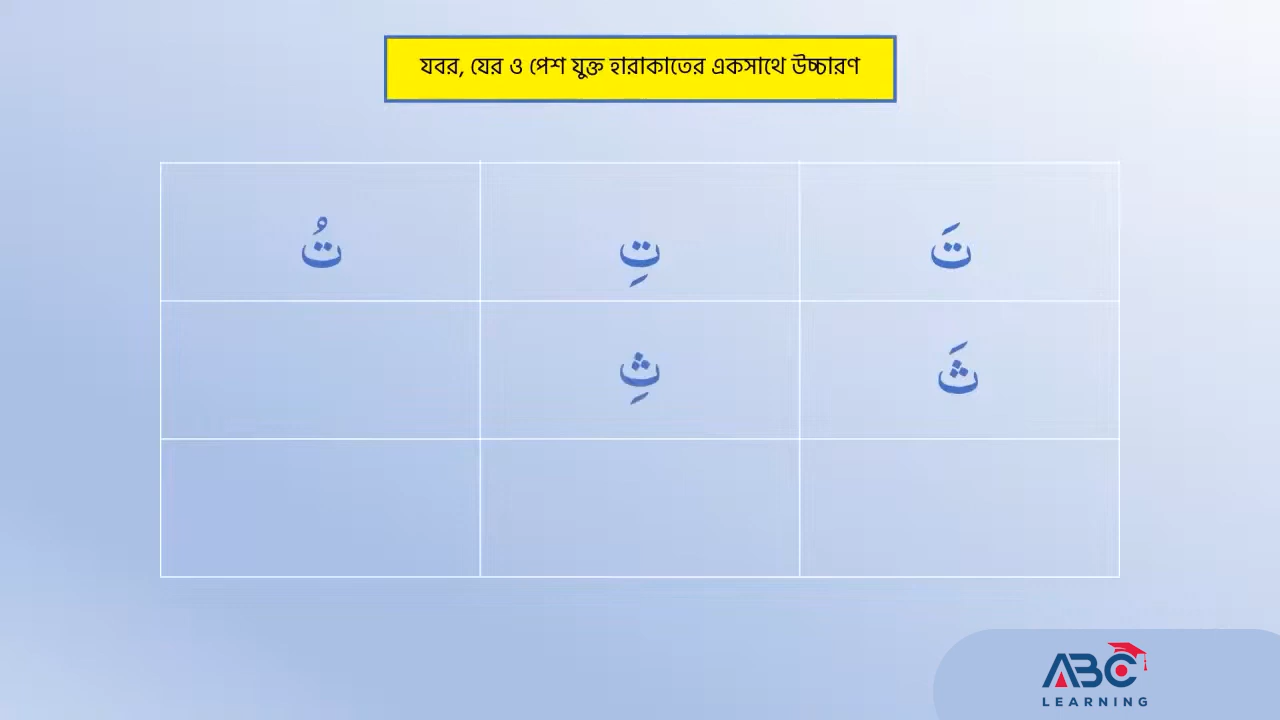 যবর, যের ও পেশ যুক্ত হারাকাতের একসাথে উচ্চারণ
تَ تِ تُ
ثَ ثِ
ABC
LEARNING